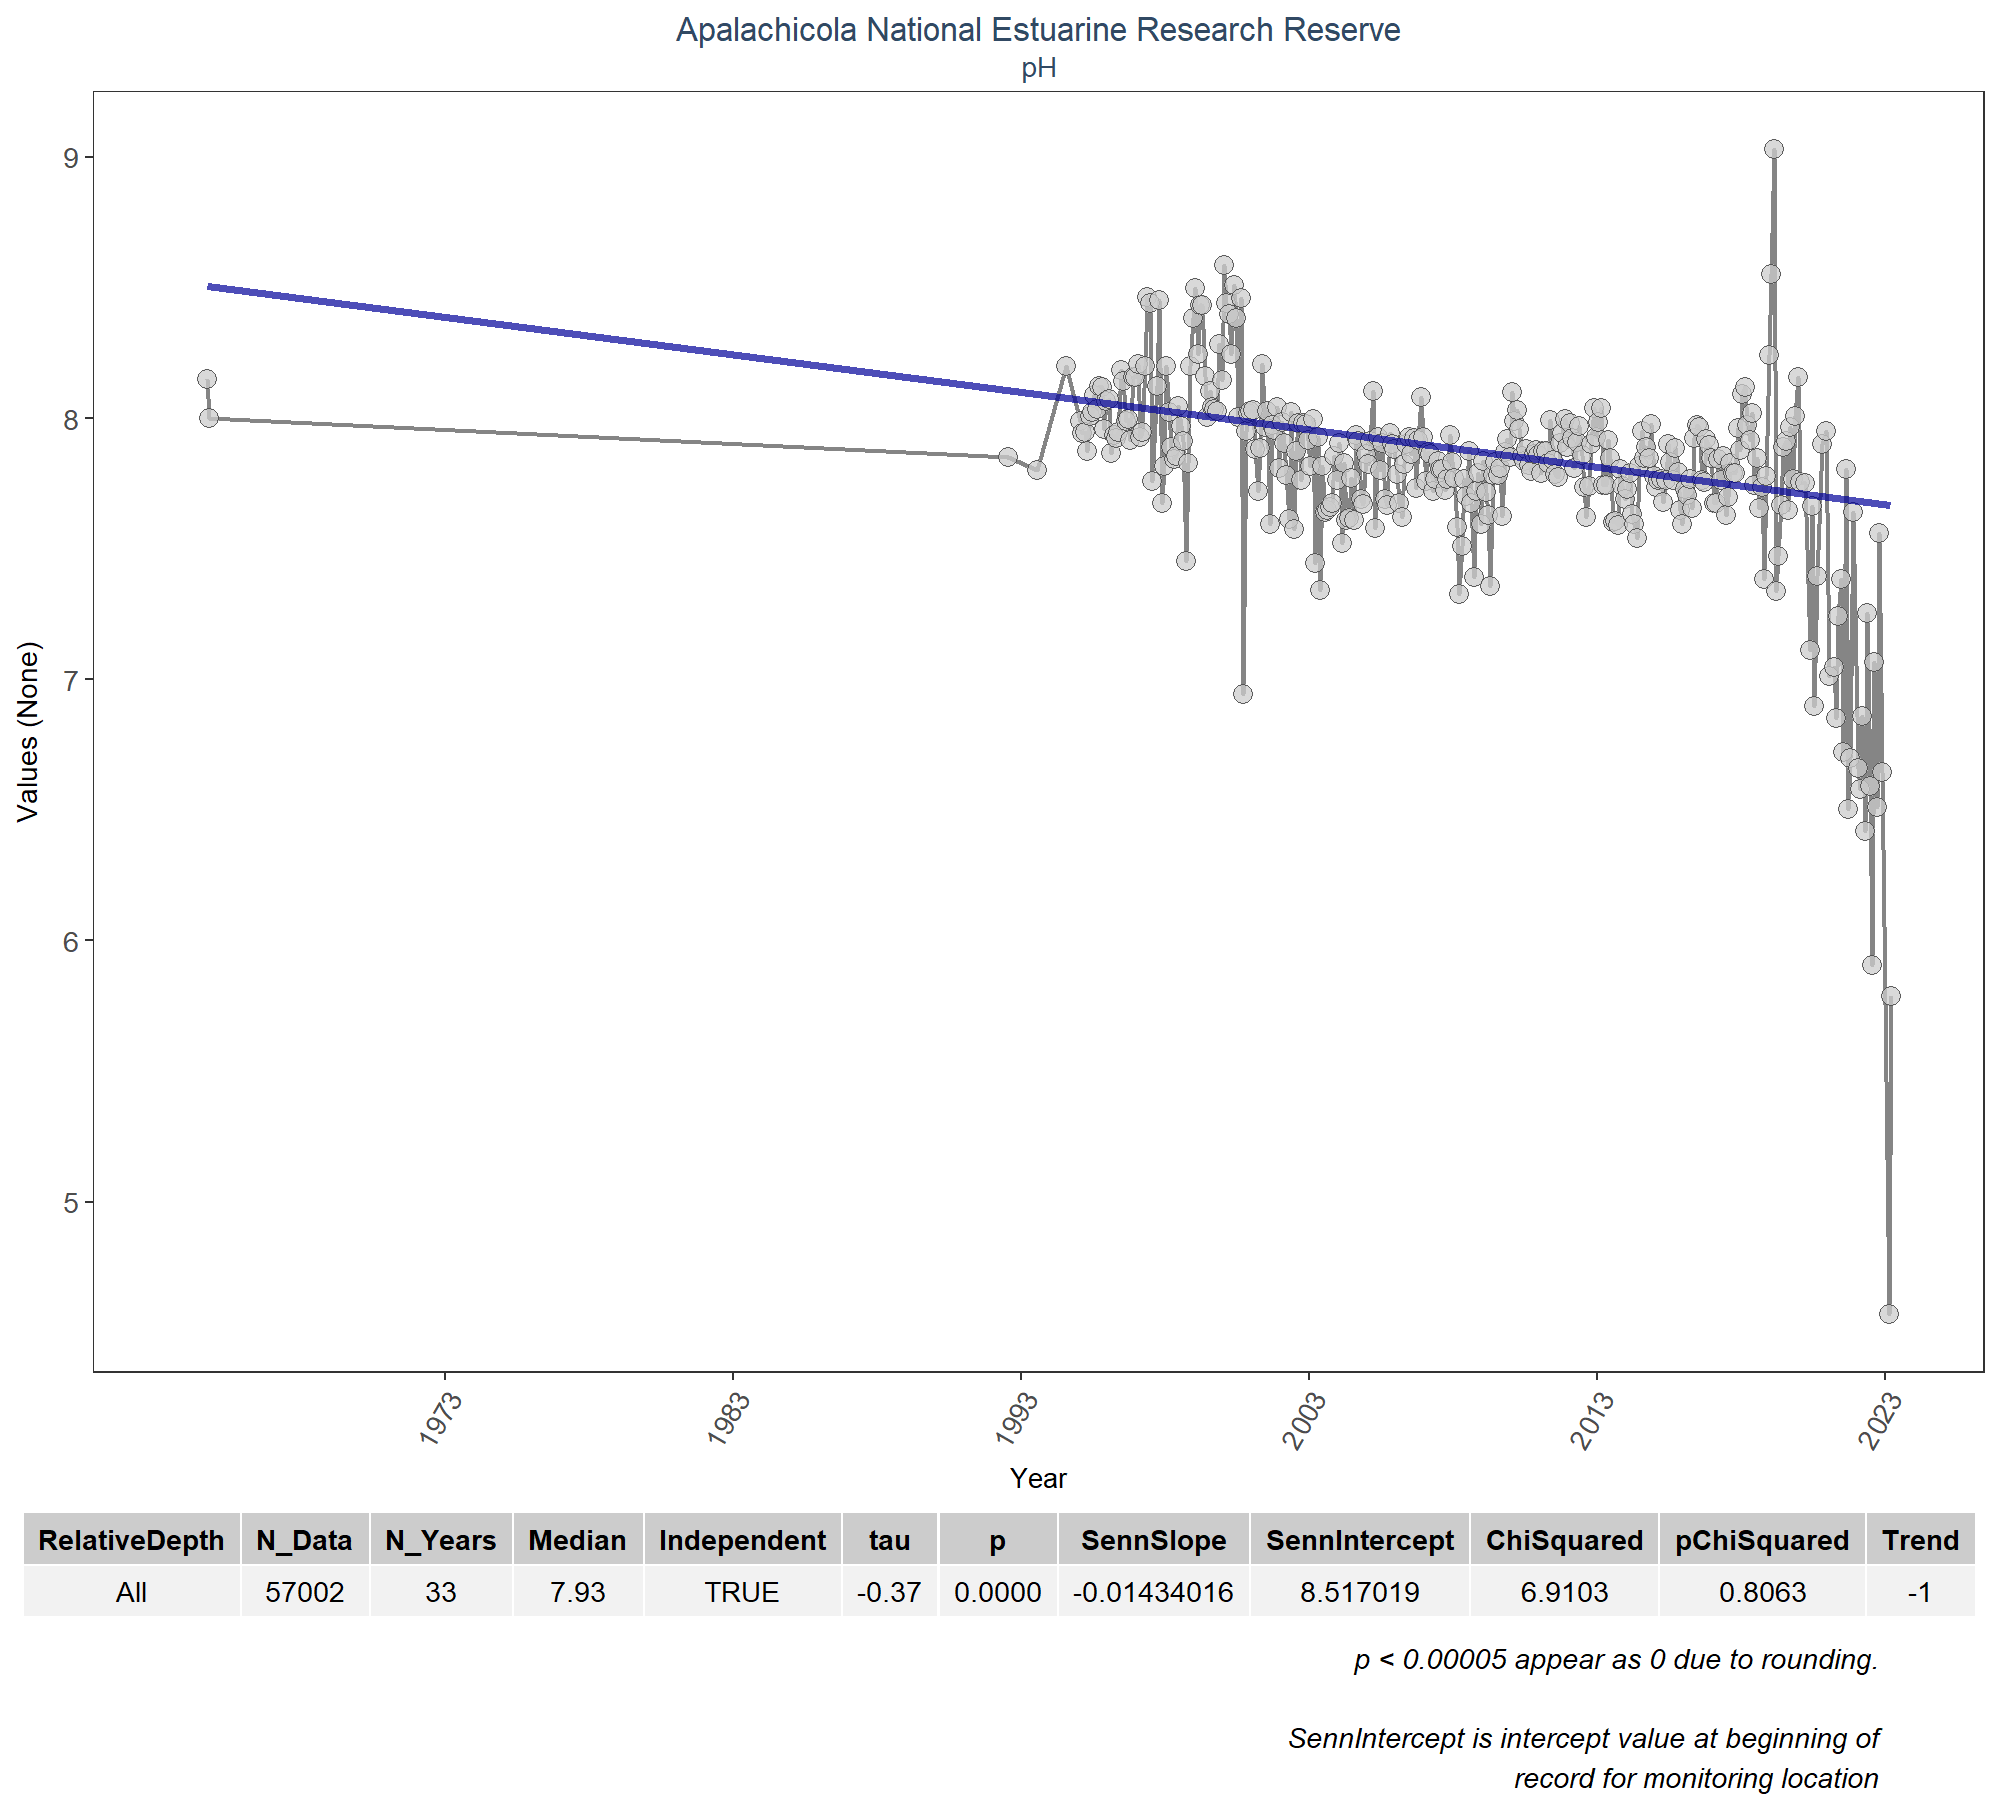 Apalachicola National Estuarine Research Reserve
pH
Values (None)
9
8
7
6
5
1973 1983 1993 2003 2013 2023
Year
RelativeDepth N_Data N_Years Median Independent tau p SennSlope SennIntercept ChiSquared pChiSquared Trend
All 57002 33 7.93 TRUE -0.37 0.0000 -0.01434016 8.517019 6.9103 0.8063 -1
p < 0.00005 appear as 0 due to rounding.
SennIntercept is intercept value at beginning of
record for monitoring location